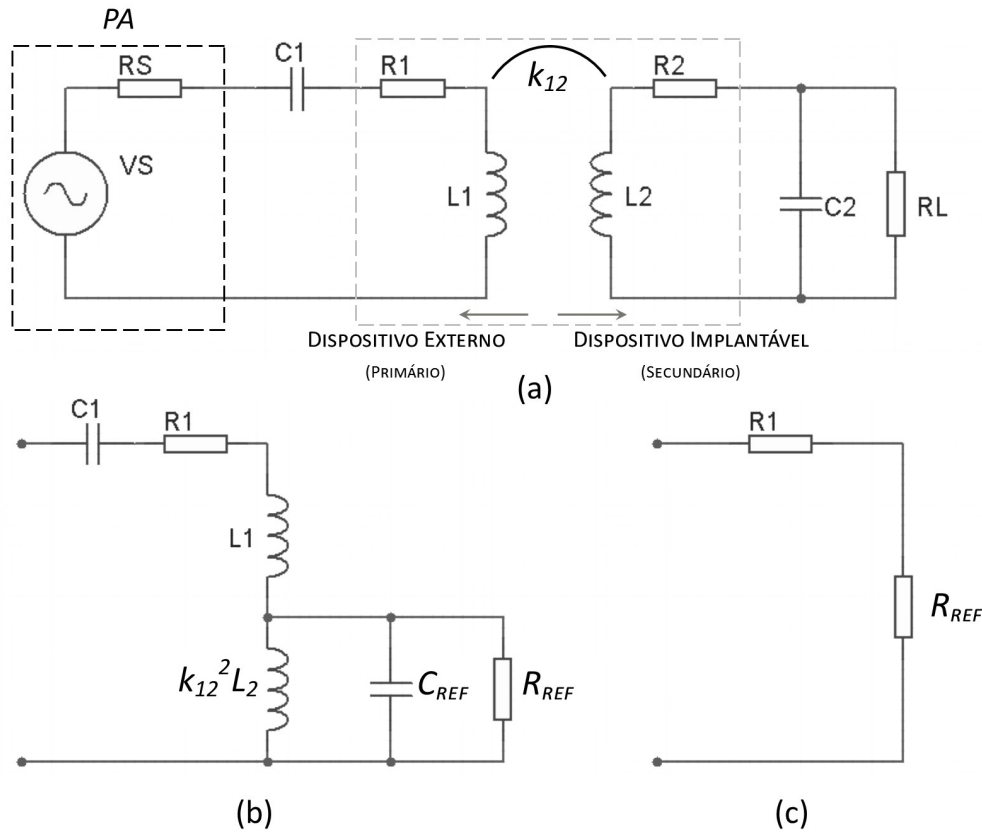 PA
RS
C1
R1
k12
R2
VS
L1
L2
C2
RL
DISPOSITIVO EXTERNO
(PRIMÁRIO)
DISPOSITIVO IMPLANTÁVEL
(SECUNDÁRIO)
(a)
C1
R1
L1
k12²L2
CREF
RREF
(b)
R1
RREF
(c)